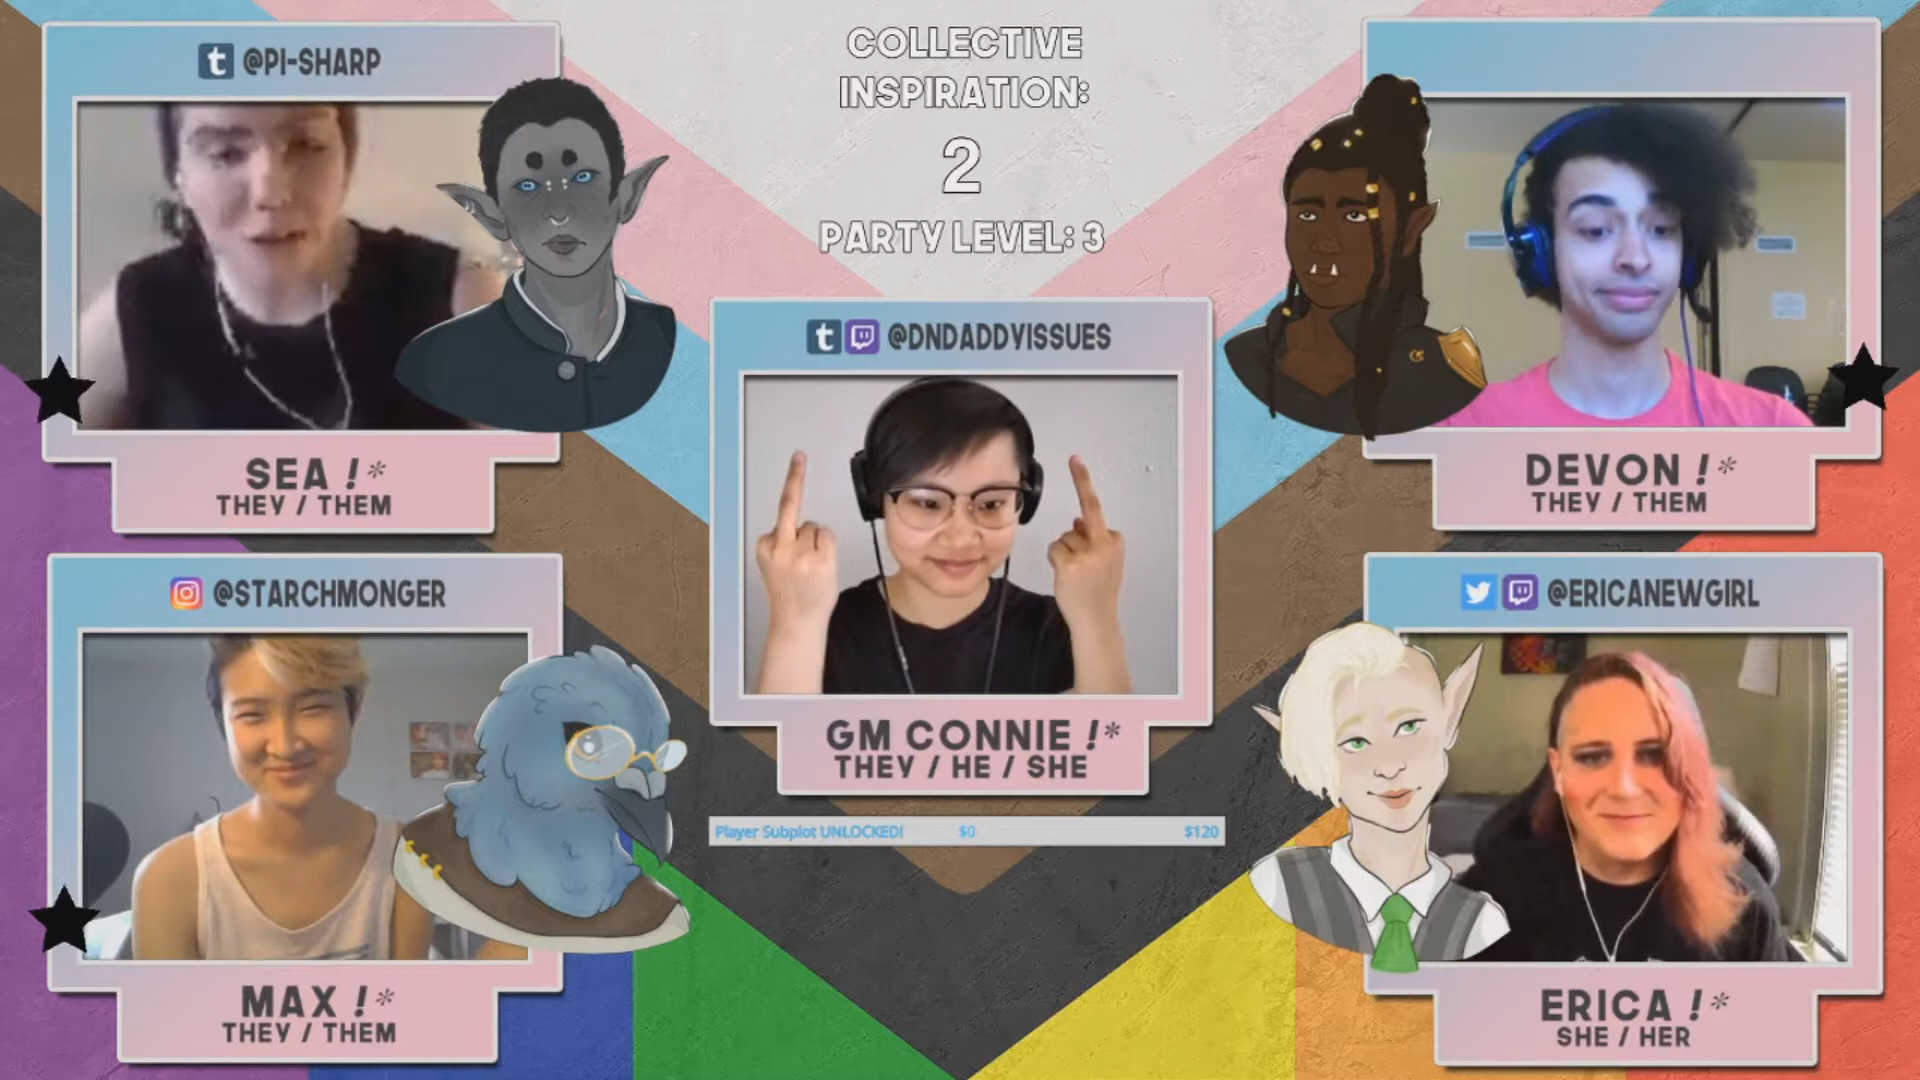 @PI-SHARP
SEA !*
THEY / THEM
COLLECTIVE
INSPIRATION:
2
PARTY LEVEL: 3
DEVON !*
THEY / THEM
@DNDADDYISSUES
GM CONNIE !*
THEY / HE / SHE
Player Subplot UNLOCKED! $0 $120
@STARCHMONGER
MAX !*
THEY / THEM
@ERICANEWGIRL
ERICA !*
SHE / HER